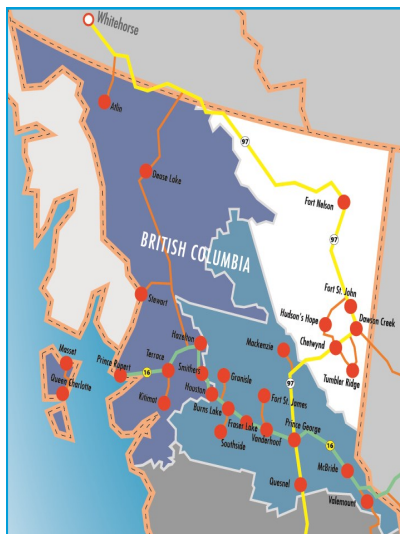 Whitehorse
Atlin
97
Dease Lake
Fort Nelson
97
BRITISH COLUMBIA
Fort St. John
Stewart
Hudson's Hope
Dawson Creek
Hazelton
Mackenzie
Chetwynd
Masset
Terrace
Prince Rupert
16
Smithers
Granisle
Tumbler Ridge
Queen Charlotte
Kitimat
Houston
97
Fort St. James
Burns Lake
Prince George
Fraser Lake
Vanderhoof
Southside
16
McBride
Quesnel
Valemount